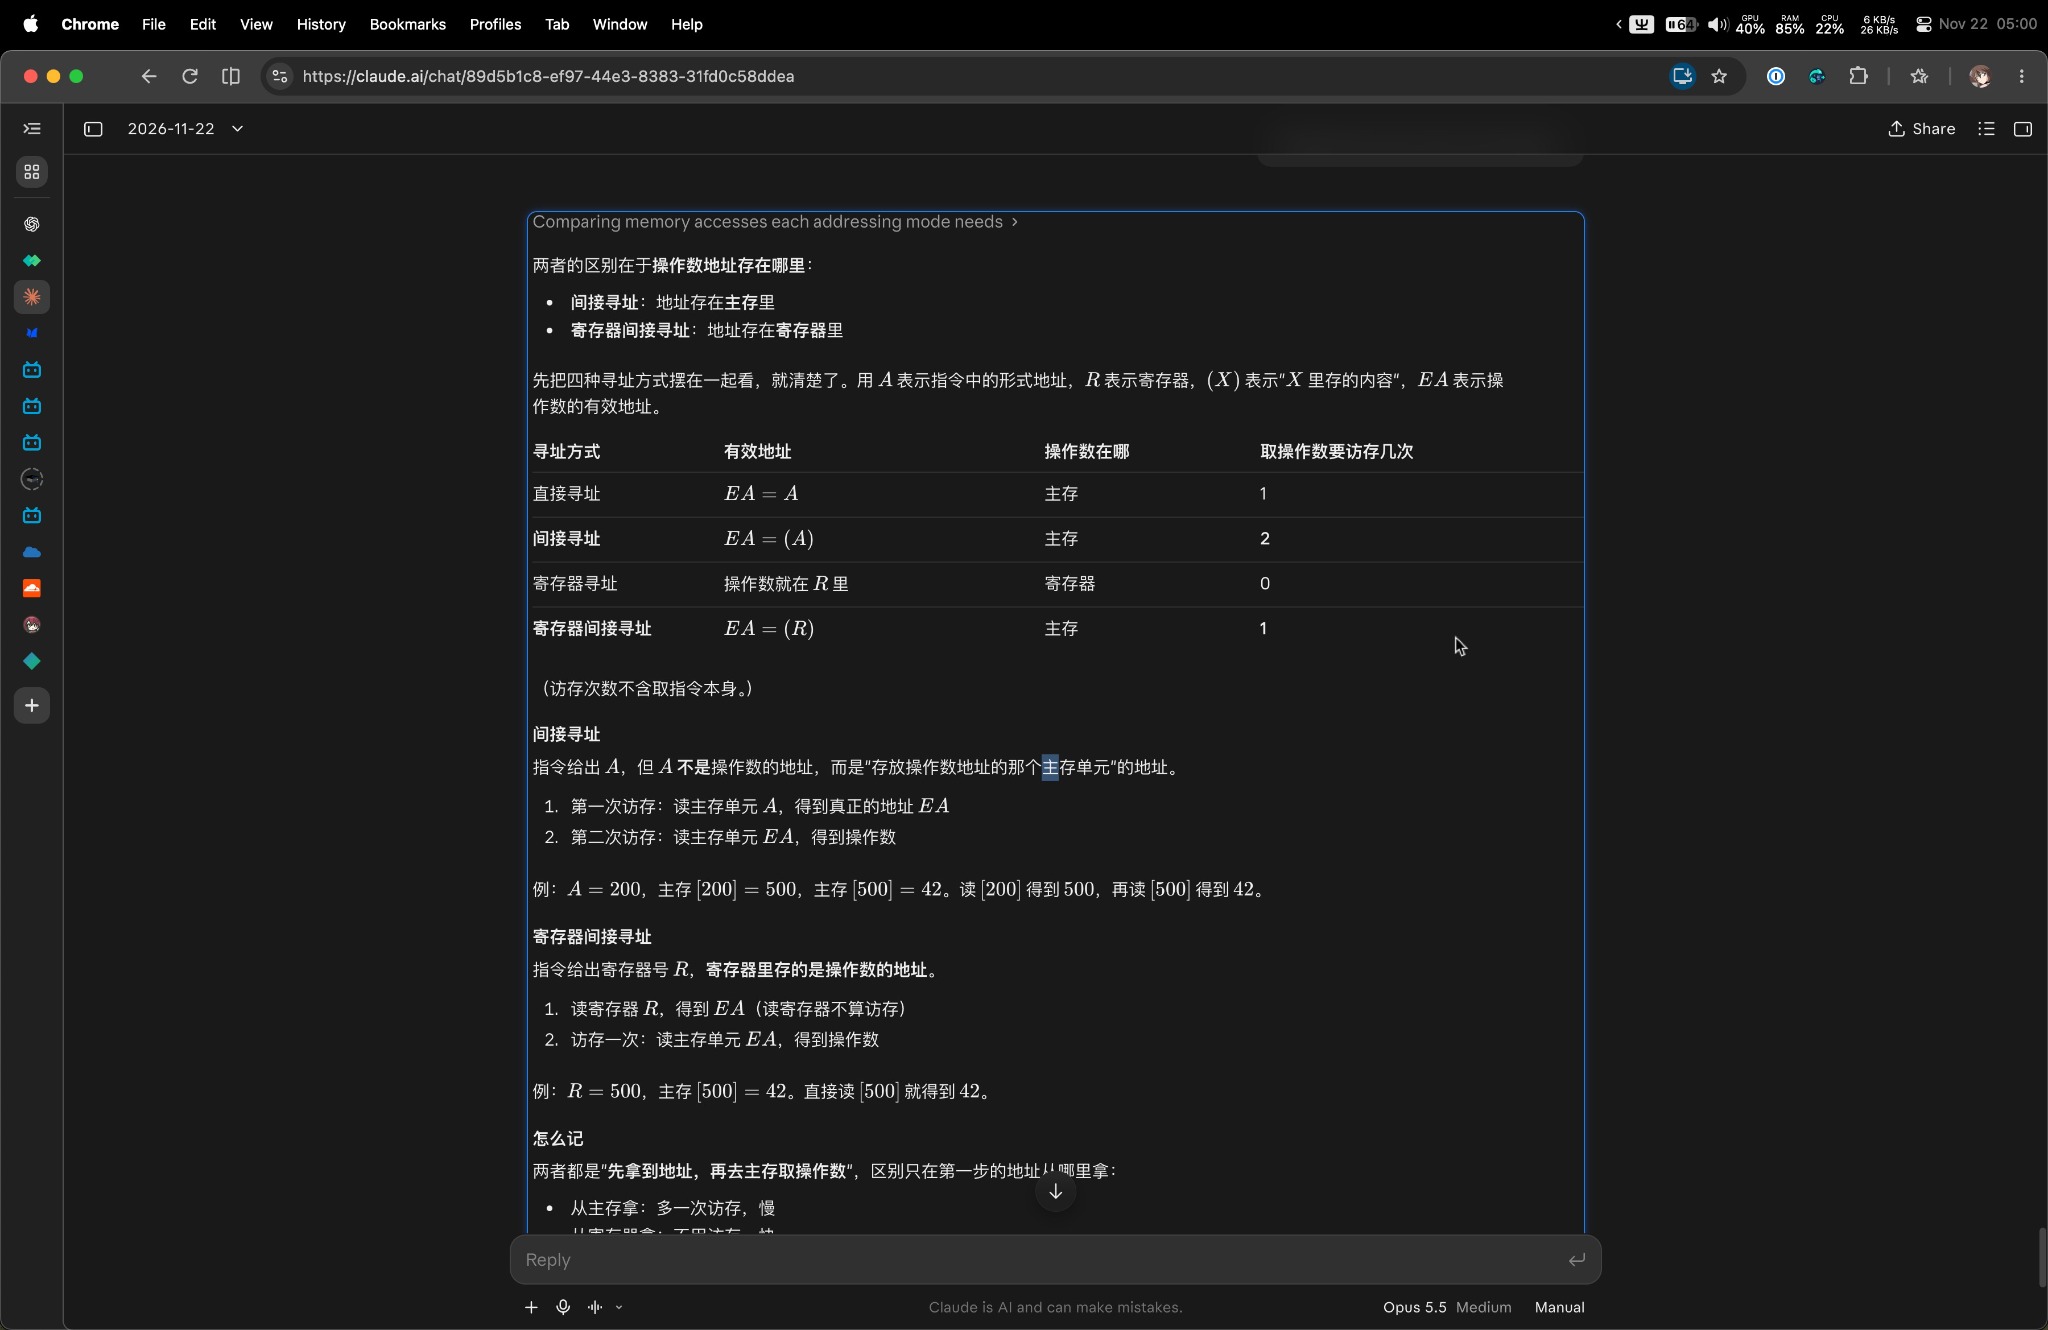 Chrome File Edit View History Bookmarks Profiles Tab Window Help
64 GPU 40% RAM 85% CPU 22% 6 KB/s 26 KB/s Nov 22 05:00
https://claude.ai/chat/89d5b1c8-ef97-44e3-8383-31fd0c58ddea
2026-11-22
Share
Comparing memory accesses each addressing mode needs
两者的区别在于操作数地址存在哪里：
• 间接寻址：地址存在主存里
• 寄存器间接寻址：地址存在寄存器里
先把四种寻址方式摆在一起看，就清楚了。用 A 表示指令中的形式地址，R 表示寄存器，(X) 表示"X 里存的内容"，EA 表示操
作数的有效地址。
寻址方式 有效地址 操作数在哪 取操作数要访存几次
直接寻址 EA = A 主存 1
间接寻址 EA = (A) 主存 2
寄存器寻址 操作数就在 R 里 寄存器 0
寄存器间接寻址 EA = (R) 主存 1
（访存次数不含取指令本身。）
间接寻址
指令给出 A，但 A 不是操作数的地址，而是"存放操作数地址的那个主存单元"的地址。
1. 第一次访存：读主存单元 A，得到真正的地址 EA
2. 第二次访存：读主存单元 EA，得到操作数
例：A = 200，主存 [200] = 500，主存 [500] = 42。读 [200] 得到 500，再读 [500] 得到 42。
寄存器间接寻址
指令给出寄存器号 R，寄存器里存的是操作数的地址。
1. 读寄存器 R，得到 EA（读寄存器不算访存）
2. 访存一次：读主存单元 EA，得到操作数
例：R = 500，主存 [500] = 42。直接读 [500] 就得到 42。
怎么记
两者都是"先拿到地址，再去主存取操作数"，区别只在第一步的地址从哪里拿：
• 从主存拿：多一次访存，慢
Reply
Claude is AI and can make mistakes.
Opus 5.5 Medium Manual